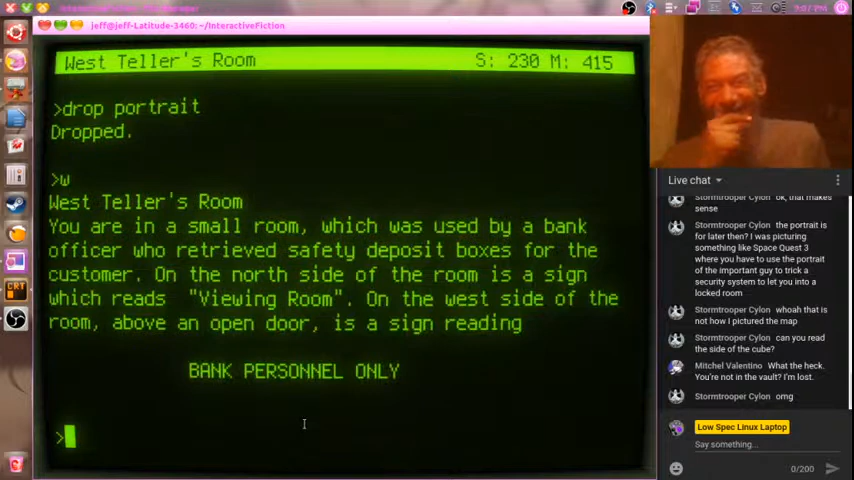 jeff@jeff-Latitude-3460: ~/InteractiveFiction
9:07 PM
West Teller's Room S: 230 M: 415
>drop portrait
Dropped.
>w
West Teller's Room
You are in a small room, which was used by a bank
officer who retrieved safety deposit boxes for the
customer. On the north side of the room is a sign
which reads "Viewing Room". On the west side of the
room, above an open door, is a sign reading
BANK PERSONNEL ONLY
>
CRT
Live chat
Stormtrooper Cylon ok, that makes
sense
Stormtrooper Cylon the portrait is
for later then? I was picturing
something like Space Quest 3
where you have to use the portrait
of the important guy to trick a
security system to let you into a
locked room
Stormtrooper Cylon whoah that is
not how I pictured the map
Stormtrooper Cylon can you read
the side of the cube?
Mitchel Valentino What the heck.
You're not in the vault? I'm lost.
Stormtrooper Cylon omg
Low Spec Linux Laptop
Say something...
0/200